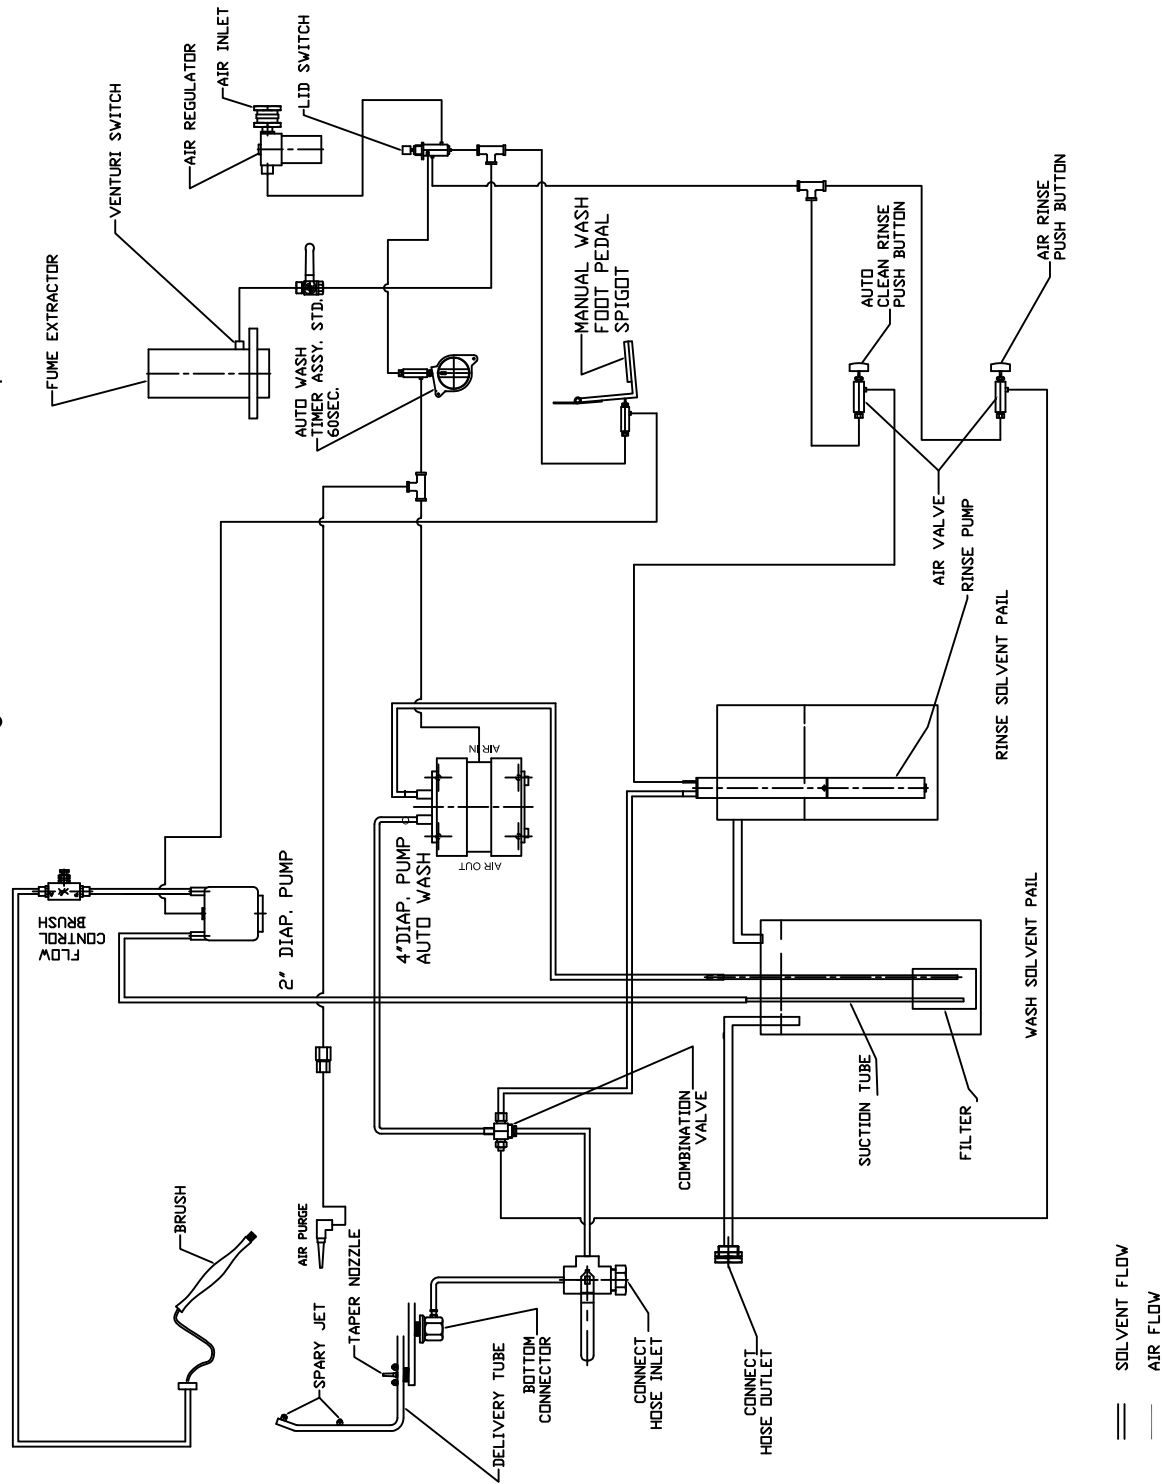 FUME EXTRACTOR
VENTURI SWITCH
AIR REGULATOR
AIR INLET
LID SWITCH
AUTO WASH
TIMER ASSY. STD.
60SEC.
MANUAL WASH
FOOT PEDAL
SPIGOT
AUTO
CLEAN RINSE
PUSH BUTTON
AIR RINSE
PUSH BUTTON
AIR VALVE
RINSE PUMP
RINSE SOLVENT PAIL
FLOW
CONTROL
BRUSH
2" DIAP. PUMP
4"DIAP. PUMP
AUTO WASH
AIR IN
AIR OUT
WASH SOLVENT PAIL
SUCTION TUBE
FILTER
COMBINATION
VALVE
BRUSH
AIR PURGE
TAPER NOZZLE
SPARY JET
DELIVERY TUBE
BOTTOM
CONNECTOR
CONNECT
HOSE INLET
CONNECT
HOSE OUTLET
SOLVENT FLOW
AIR FLOW